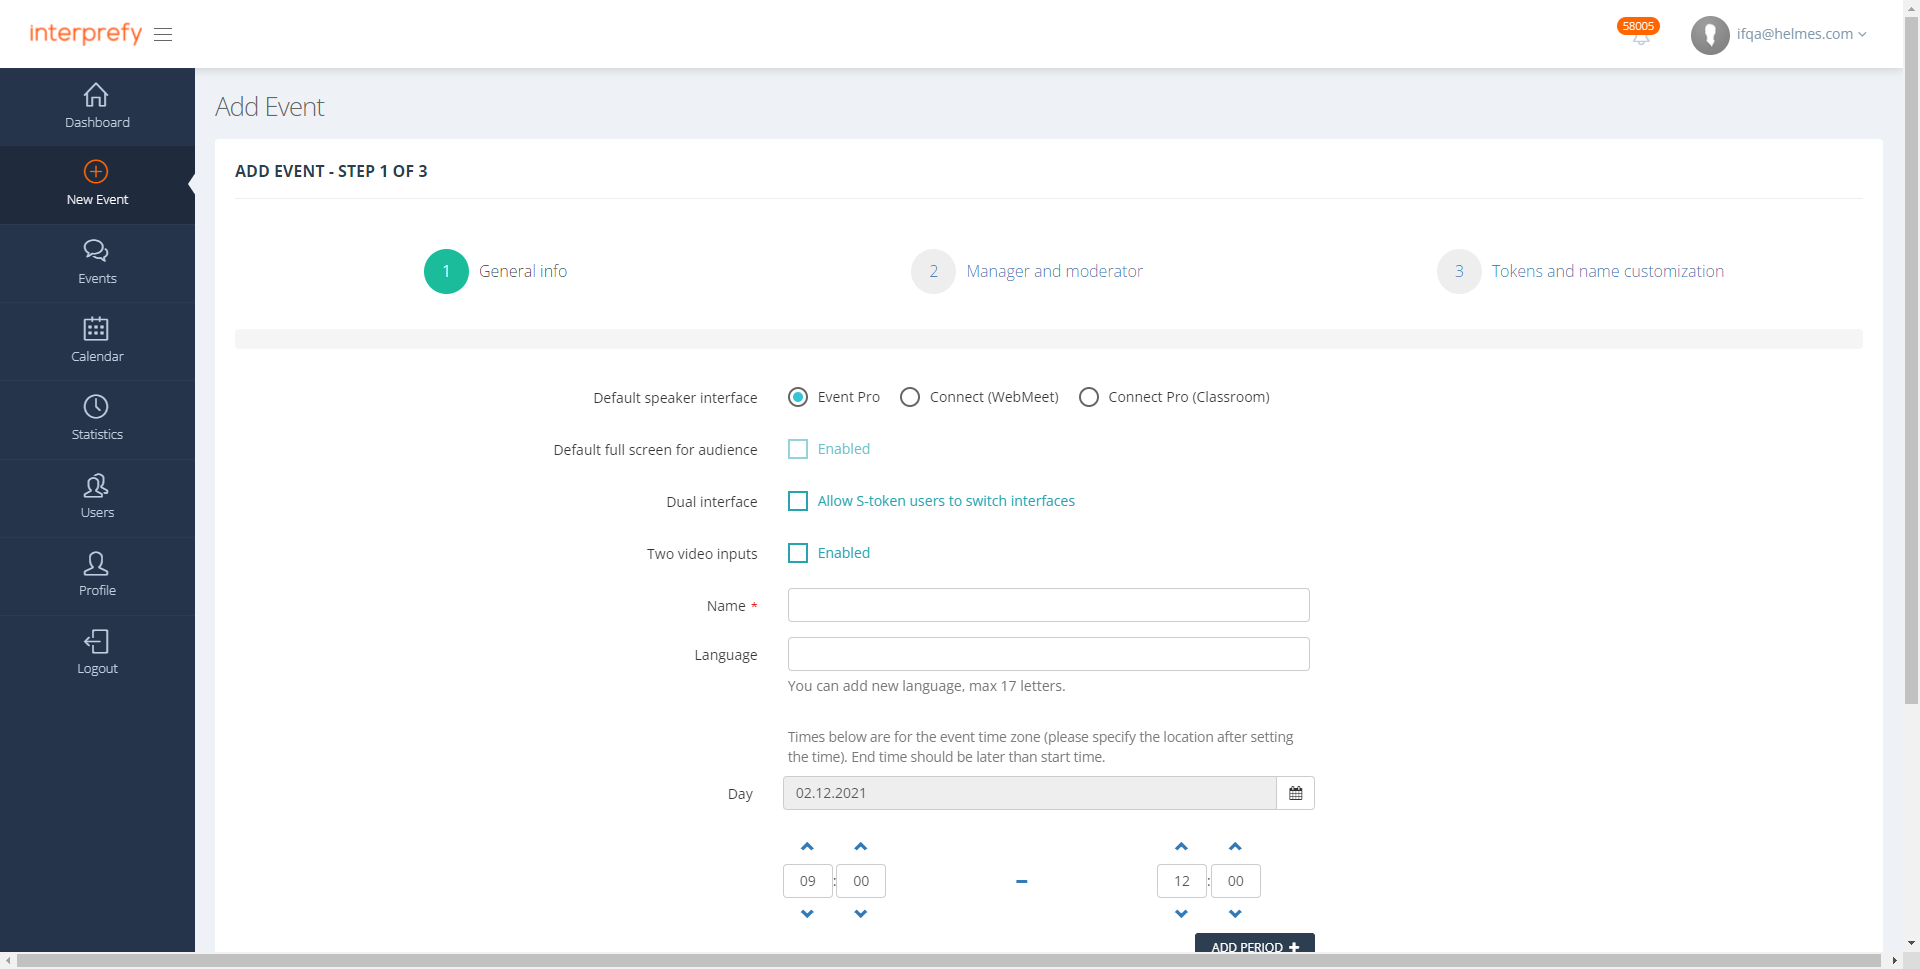 interprefy
58005
ifqa@helmes.com
Dashboard
New Event
Events
Calendar
Statistics
Users
Profile
Logout
Add Event
ADD EVENT - STEP 1 OF 3
1 General info
2 Manager and moderator
3 Tokens and name customization
Default speaker interface Event Pro Connect (WebMeet) Connect Pro (Classroom)
Default full screen for audience Enabled
Dual interface Allow S-token users to switch interfaces
Two video inputs Enabled
Name *
Language
You can add new language, max 17 letters.
Times below are for the event time zone (please specify the location after setting
the time). End time should be later than start time.
Day 02.12.2021
09 : 00 – 12 : 00
ADD PERIOD +